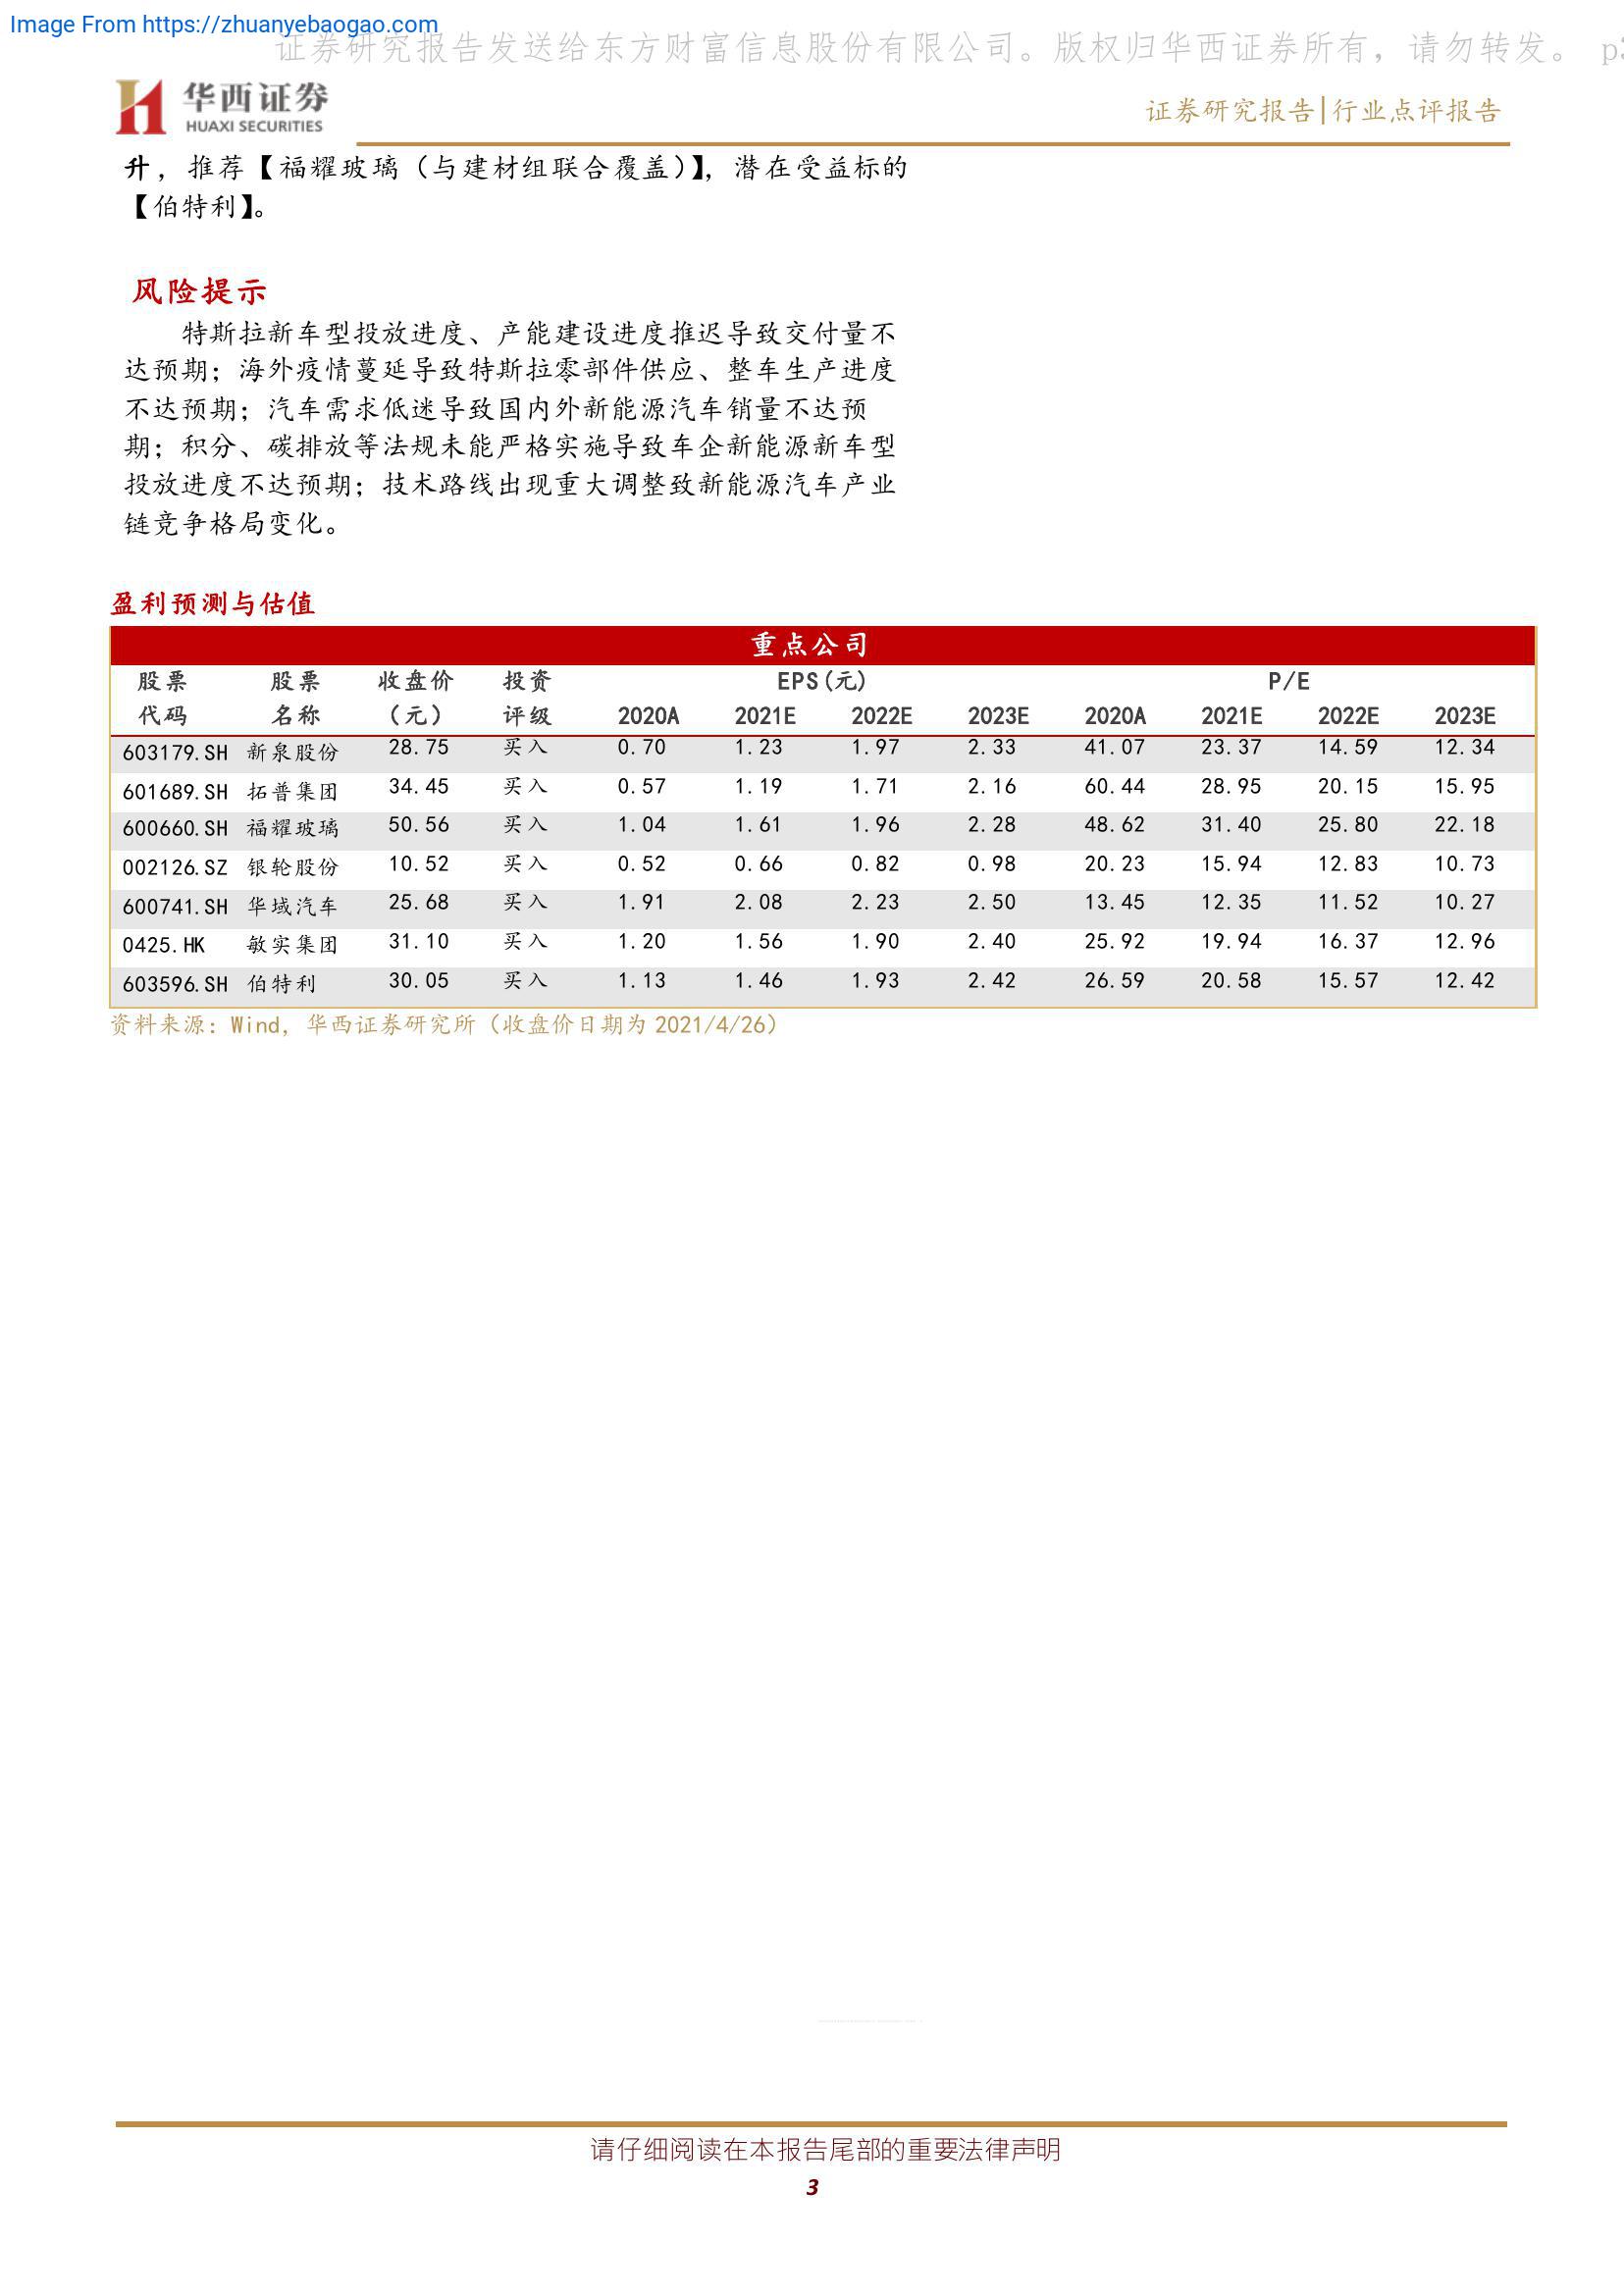 Image From https://zhuanyebaogao.com
证券研究报告发送给东方财富信息股份有限公司。版权归华西证券所有，请勿转发。 p3
华西证券
HUAXI SECURITIES
证券研究报告|行业点评报告
升，推荐【福耀玻璃（与建材组联合覆盖）】，潜在受益标的
【伯特利】。
风险提示
特斯拉新车型投放进度、产能建设进度推迟导致交付量不
达预期；海外疫情蔓延导致特斯拉零部件供应、整车生产进度
不达预期；汽车需求低迷导致国内外新能源汽车销量不达预
期；积分、碳排放等法规未能严格实施导致车企新能源新车型
投放进度不达预期；技术路线出现重大调整致新能源汽车产业
链竞争格局变化。
盈利预测与估值
重点公司
股票 股票 收盘价 投资 EPS(元) P/E
代码 名称 （元） 评级 2020A 2021E 2022E 2023E 2020A 2021E 2022E 2023E
603179.SH 新泉股份 28.75 买入 0.70 1.23 1.97 2.33 41.07 23.37 14.59 12.34
601689.SH 拓普集团 34.45 买入 0.57 1.19 1.71 2.16 60.44 28.95 20.15 15.95
600660.SH 福耀玻璃 50.56 买入 1.04 1.61 1.96 2.28 48.62 31.40 25.80 22.18
002126.SZ 银轮股份 10.52 买入 0.52 0.66 0.82 0.98 20.23 15.94 12.83 10.73
600741.SH 华域汽车 25.68 买入 1.91 2.08 2.23 2.50 13.45 12.35 11.52 10.27
0425.HK 敏实集团 31.10 买入 1.20 1.56 1.90 2.40 25.92 19.94 16.37 12.96
603596.SH 伯特利 30.05 买入 1.13 1.46 1.93 2.42 26.59 20.58 15.57 12.42
资料来源：Wind，华西证券研究所（收盘价日期为 2021/4/26）
请仔细阅读在本报告尾部的重要法律声明
3